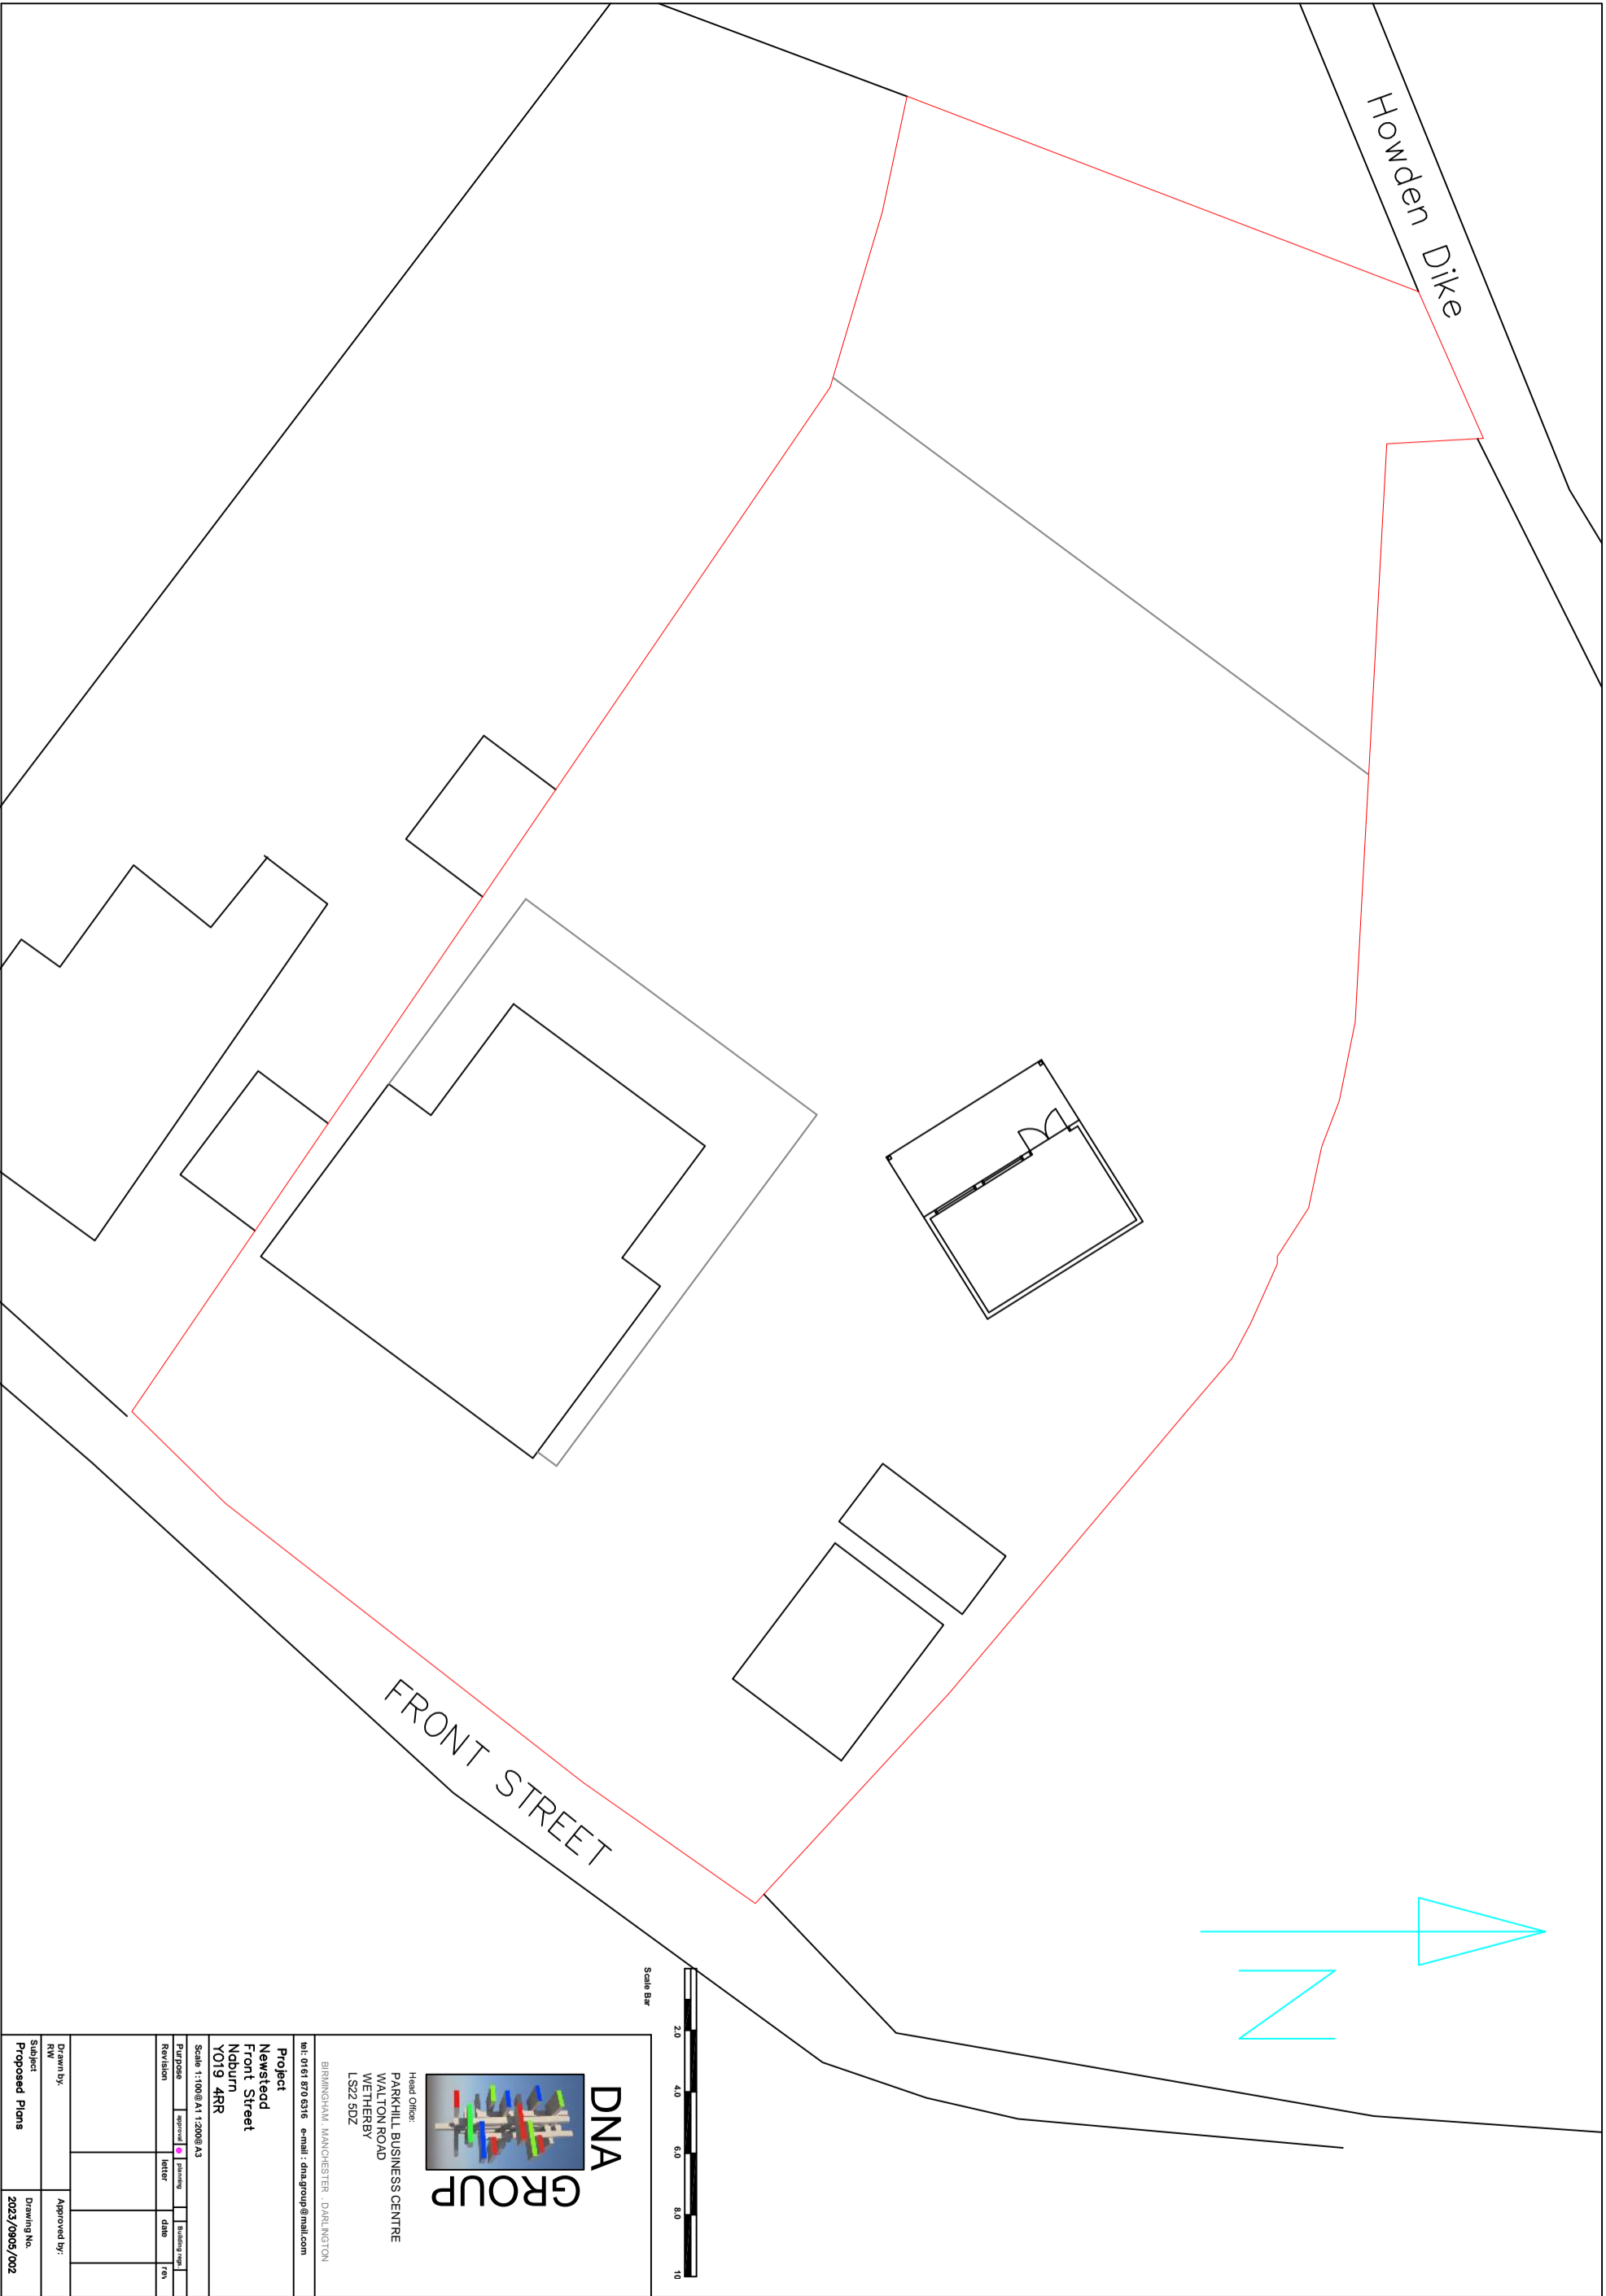 Howden Dike
FRONT STREET
N
Scale Bar
2.0
4.0
6.0
8.0
10
DNA
GROUP
Head Office:
PARKHILL BUSINESS CENTRE
WALTON ROAD
WETHERBY
LS22 5DZ
BIRMINGHAM . MANCHESTER . DARLINGTON
tel: 0161 870 6316 e-mail : dna.group@mail.com
Project
Newstead
Front Street
Naburn
YO19 4RR
Scale 1:100@A1 1:200@A3
Purpose approval planning Building regs.
Revision letter date rev
Drawn by: Approved by:
RW
Subject Drawing No.
Proposed Plans 2023/0905/002